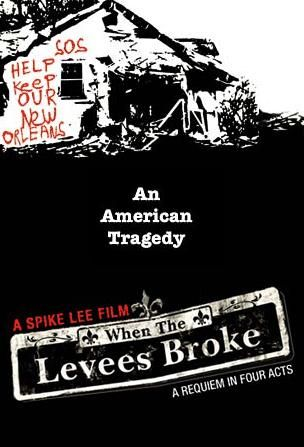 SOS
HELP
KEEP
OUR
NEW
ORLEANS
An
American
Tragedy
A SPIKE LEE FILM
When The
Levees Broke
A REQUIEM IN FOUR ACTS